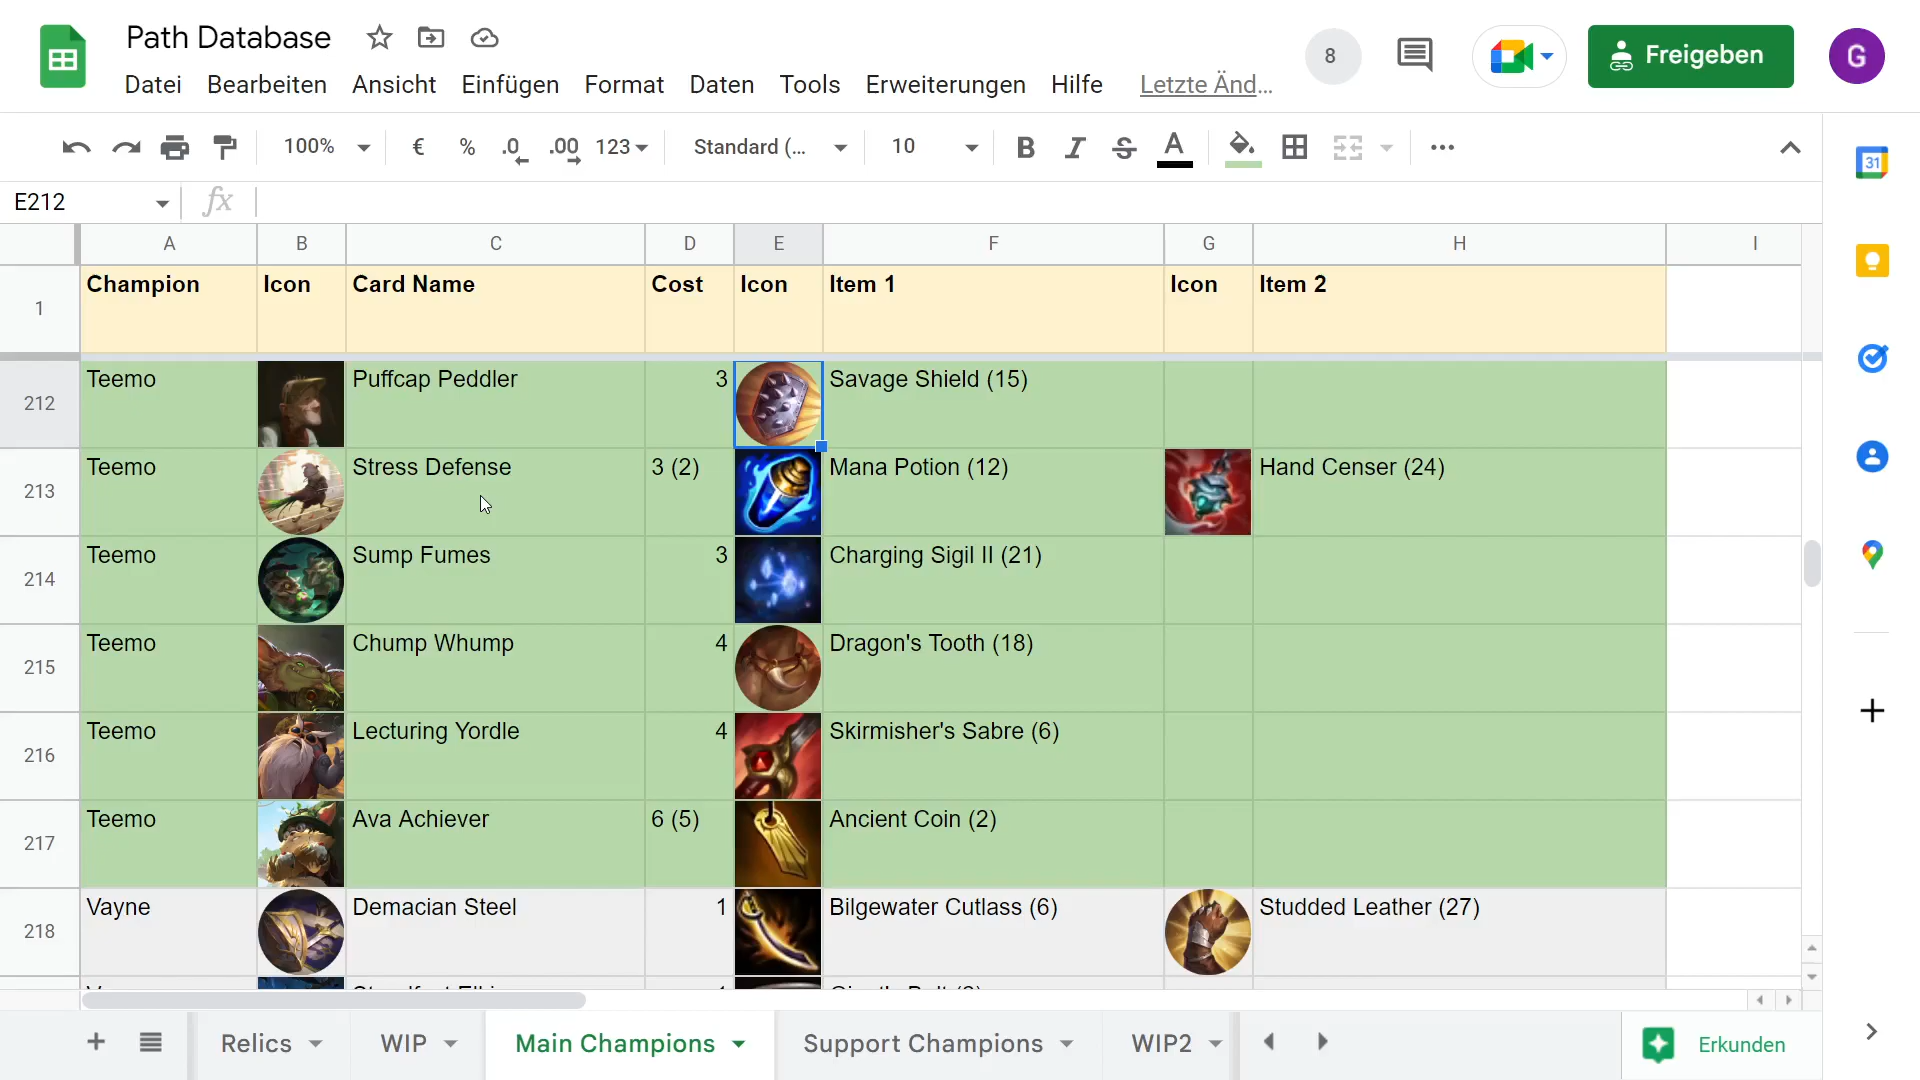 Path Database
8
Freigeben
G
Datei Bearbeiten Ansicht Einfügen Format Daten Tools Erweiterungen Hilfe Letzte Änd...
100% € % .0 .00 123 Standard (... 10 B I S A
31
E212 fx
A B C D E F G H I
1 Champion Icon Card Name Cost Icon Item 1 Icon Item 2
212 Teemo Puffcap Peddler 3 Savage Shield (15)
213 Teemo Stress Defense 3 (2) Mana Potion (12) Hand Censer (24)
214 Teemo Sump Fumes 3 Charging Sigil II (21)
215 Teemo Chump Whump 4 Dragon's Tooth (18)
216 Teemo Lecturing Yordle 4 Skirmisher's Sabre (6)
217 Teemo Ava Achiever 6 (5) Ancient Coin (2)
218 Vayne Demacian Steel 1 Bilgewater Cutlass (6) Studded Leather (27)
Relics WIP Main Champions Support Champions WIP2 Erkunden